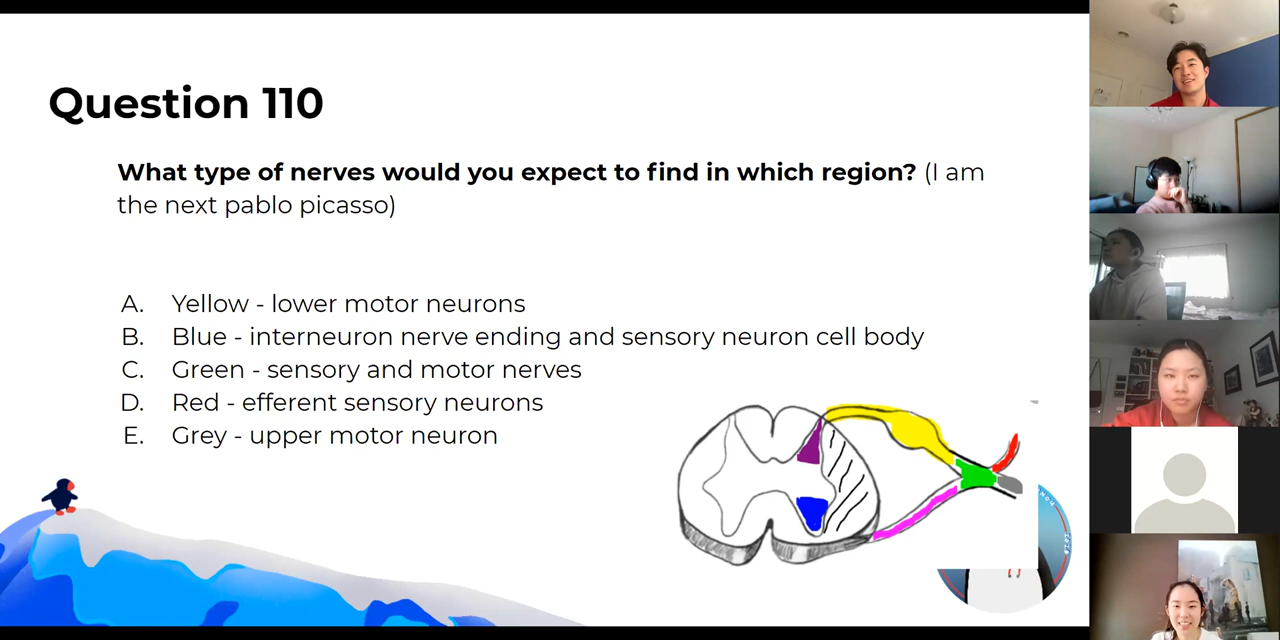 Question 110
What type of nerves would you expect to find in which region? (I am
the next pablo picasso)
A. Yellow - lower motor neurons
B. Blue - interneuron nerve ending and sensory neuron cell body
C. Green - sensory and motor nerves
D. Red - efferent sensory neurons
E. Grey - upper motor neuron